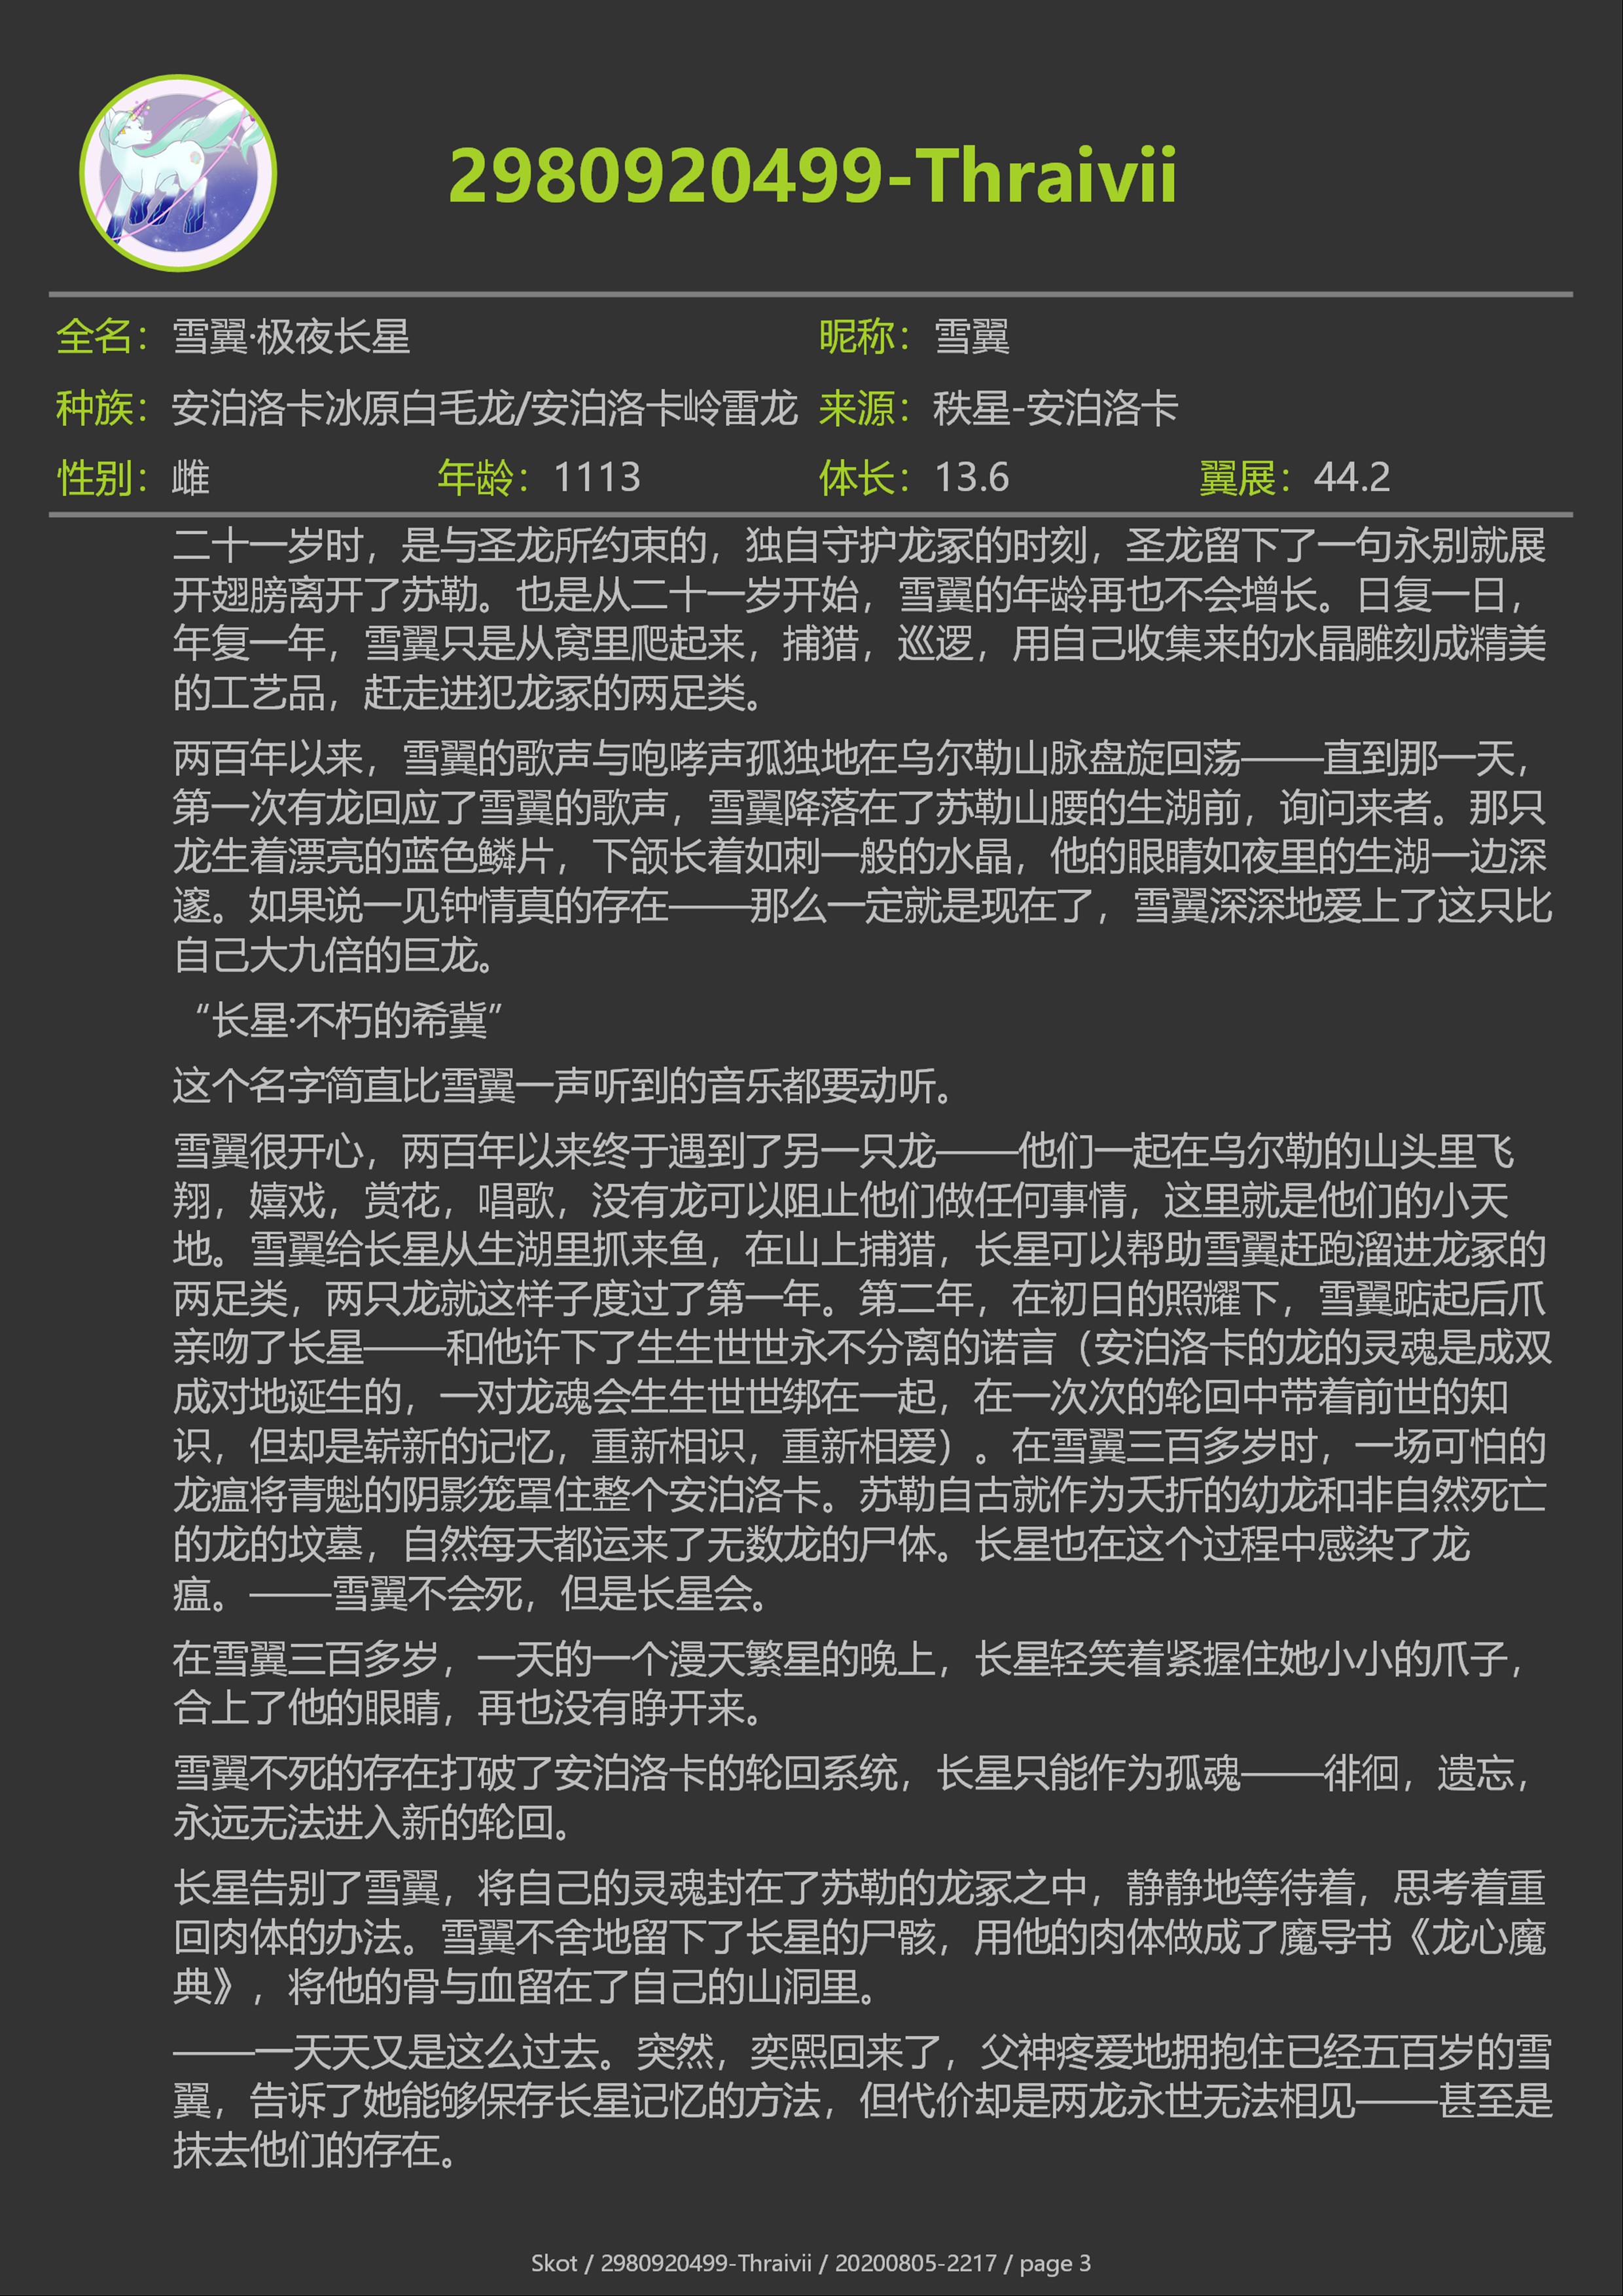 2980920499-Thraivii
全名：雪翼·极夜长星 昵称：雪翼
种族：安泊洛卡冰原白毛龙/安泊洛卡岭雷龙 来源：秩星-安泊洛卡
性别：雌 年龄：1113 体长：13.6 翼展：44.2
二十一岁时，是与圣龙所约束的，独自守护龙冢的时刻，圣龙留下了一句永别就展
开翅膀离开了苏勒。也是从二十一岁开始，雪翼的年龄再也不会增长。日复一日，
年复一年，雪翼只是从窝里爬起来，捕猎，巡逻，用自己收集来的水晶雕刻成精美
的工艺品，赶走进犯龙冢的两足类。
两百年以来，雪翼的歌声与咆哮声孤独地在乌尔勒山脉盘旋回荡——直到那一天，
第一次有龙回应了雪翼的歌声，雪翼降落在了苏勒山腰的生湖前，询问来者。那只
龙生着漂亮的蓝色鳞片，下颌长着如刺一般的水晶，他的眼睛如夜里的生湖一边深
邃。如果说一见钟情真的存在——那么一定就是现在了，雪翼深深地爱上了这只比
自己大九倍的巨龙。
“长星·不朽的希冀”
这个名字简直比雪翼一声听到的音乐都要动听。
雪翼很开心，两百年以来终于遇到了另一只龙——他们一起在乌尔勒的山头里飞
翔，嬉戏，赏花，唱歌，没有龙可以阻止他们做任何事情，这里就是他们的小天
地。雪翼给长星从生湖里抓来鱼，在山上捕猎，长星可以帮助雪翼赶跑溜进龙冢的
两足类，两只龙就这样子度过了第一年。第二年，在初日的照耀下，雪翼踮起后爪
亲吻了长星——和他许下了生生世世永不分离的诺言（安泊洛卡的龙的灵魂是成双
成对地诞生的，一对龙魂会生生世世绑在一起，在一次次的轮回中带着前世的知
识，但却是崭新的记忆，重新相识，重新相爱）。在雪翼三百多岁时，一场可怕的
龙瘟将青魁的阴影笼罩住整个安泊洛卡。苏勒自古就作为夭折的幼龙和非自然死亡
的龙的坟墓，自然每天都运来了无数龙的尸体。长星也在这个过程中感染了龙
瘟。——雪翼不会死，但是长星会。
在雪翼三百多岁，一天的一个漫天繁星的晚上，长星轻笑着紧握住她小小的爪子，
合上了他的眼睛，再也没有睁开来。
雪翼不死的存在打破了安泊洛卡的轮回系统，长星只能作为孤魂——徘徊，遗忘，
永远无法进入新的轮回。
长星告别了雪翼，将自己的灵魂封在了苏勒的龙冢之中，静静地等待着，思考着重
回肉体的办法。雪翼不舍地留下了长星的尸骸，用他的肉体做成了魔导书《龙心魔
典》，将他的骨与血留在了自己的山洞里。
——一天天又是这么过去。突然，奕熙回来了，父神疼爱地拥抱住已经五百岁的雪
翼，告诉了她能够保存长星记忆的方法，但代价却是两龙永世无法相见——甚至是
抹去他们的存在。
Skot / 2980920499-Thraivii / 20200805-2217 / page 3